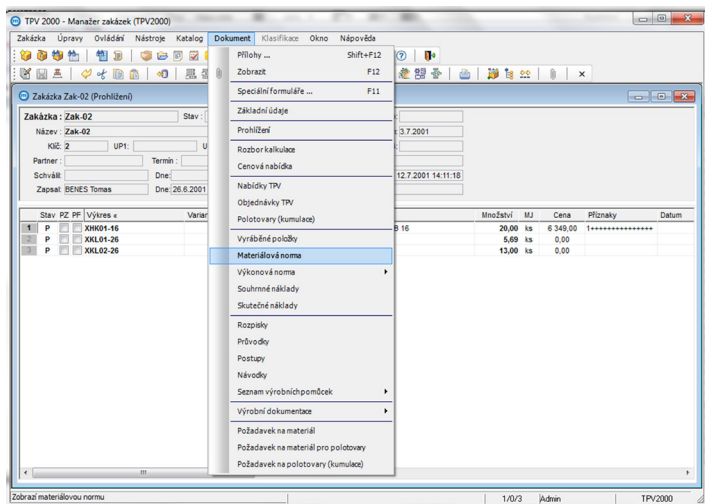 TPV 2000 - Manažer zakázek (TPV2000)
Zakázka Úpravy Ovládání Nástroje Katalog Dokument Klasifikace Okno Nápověda
Přílohy ... Shift+F12
Zobrazit F12
Speciální formuláře ... F11
Základní údaje
Prohlížení
Rozbor kalkulace
Cenová nabídka
Nabídky TPV
Objednávky TPV
Polotovary (kumulace)
Vyráběné položky
Materiálová norma
Výkonová norma
Souhrnné náklady
Skutečné náklady
Rozpisky
Průvodky
Postupy
Návodky
Seznam výrobních pomůcek
Výrobní dokumentace
Požadavek na materiál
Požadavek na materiál pro polotovary
Požadavek na polotovary (kumulace)
Zakázka Zak-02 (Prohlížení)
Zakázka : Zak-02 Stav :
Název : Zak-02 3.7.2001
Klíč: 2 UP1: U
Partner : Termín :
Schválil: Dne: 12.7.2001 14:11:18
Zapsal: BENES Tomas Dne: 26.6.2001
Stav PZ PF Výkres Varian Množství MJ Cena Příznaky Datum
1 P XHK01-16 B 16 20,00 ks 6 349,00 1++++++++++++++
2 P XKL01-26 5,69 ks 0,00
3 P XKL02-26 13,00 ks 0,00
Zobrazí materiálovou normu 1/0/3 Admin TPV2000